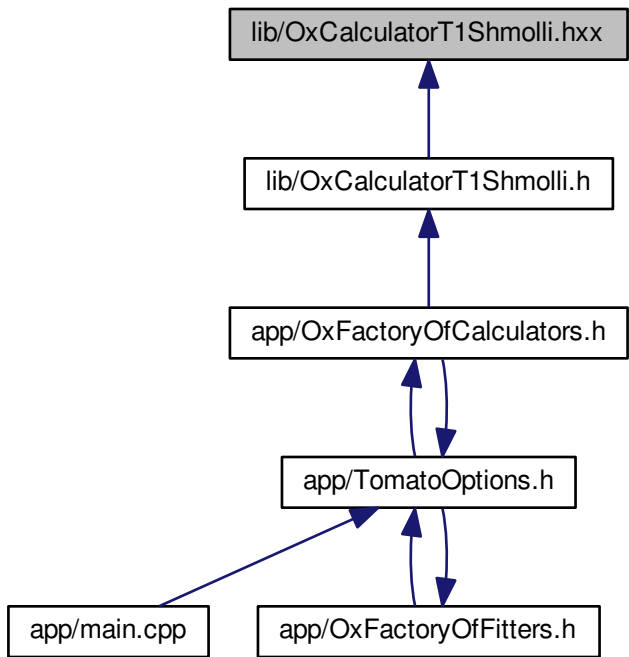 lib/OxCalculatorT1Shmolli.hxx
lib/OxCalculatorT1Shmolli.h
app/OxFactoryOfCalculators.h
app/TomatoOptions.h
app/main.cpp
app/OxFactoryOfFitters.h